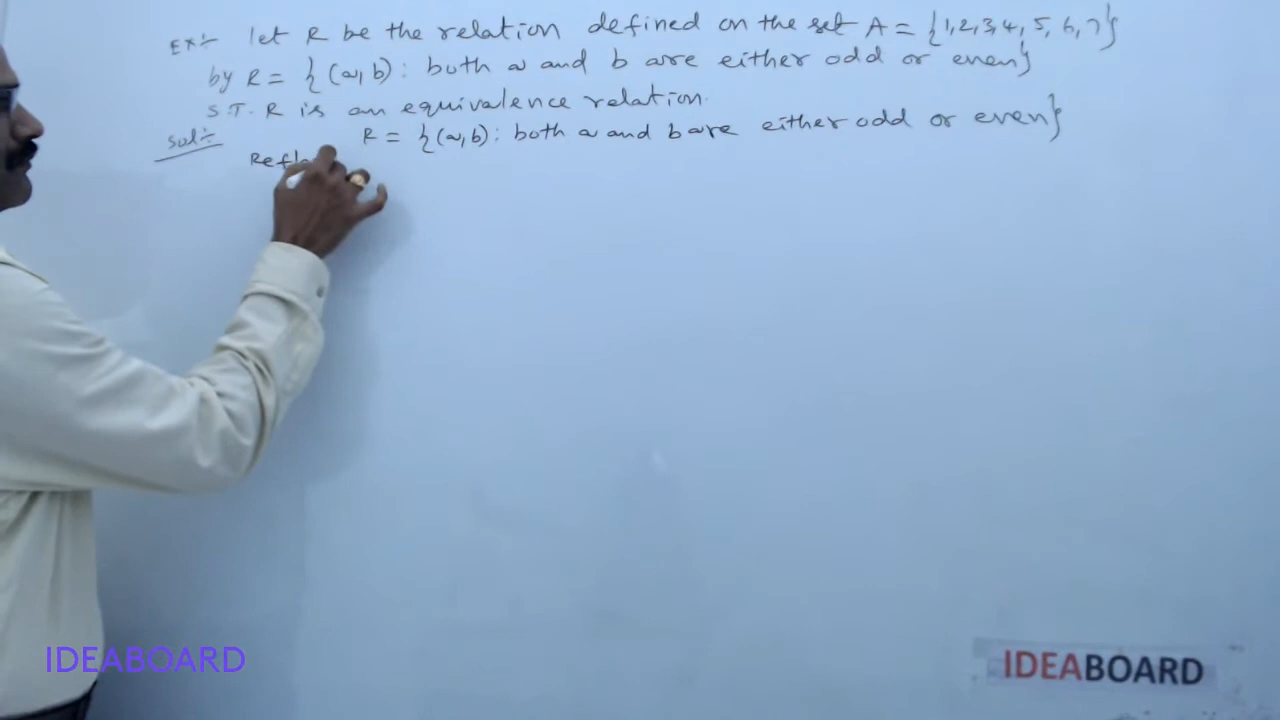 Ex:- let R be the relation defined on the set A = {1,2,3,4,5,6,7}
by R = {(a,b): both a and b are either odd or even}
S.T. R is an equivalence relation.
Sol:- R = {(a,b): both a and b are either odd or even}
Refl
IDEABOARD
IDEABOARD